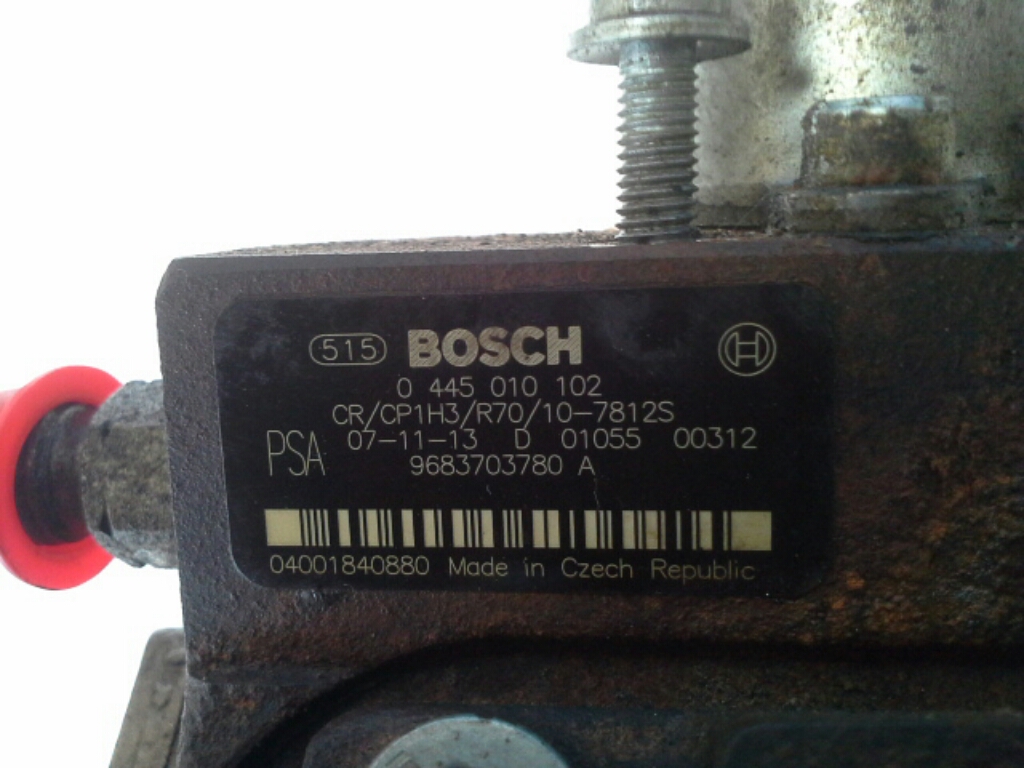 515 BOSCH
0 445 010 102
CR/CP1H3/R70/10-7812S
PSA 07-11-13 D 01055 00312
9683703780 A
04001840880 Made in Czech Republic